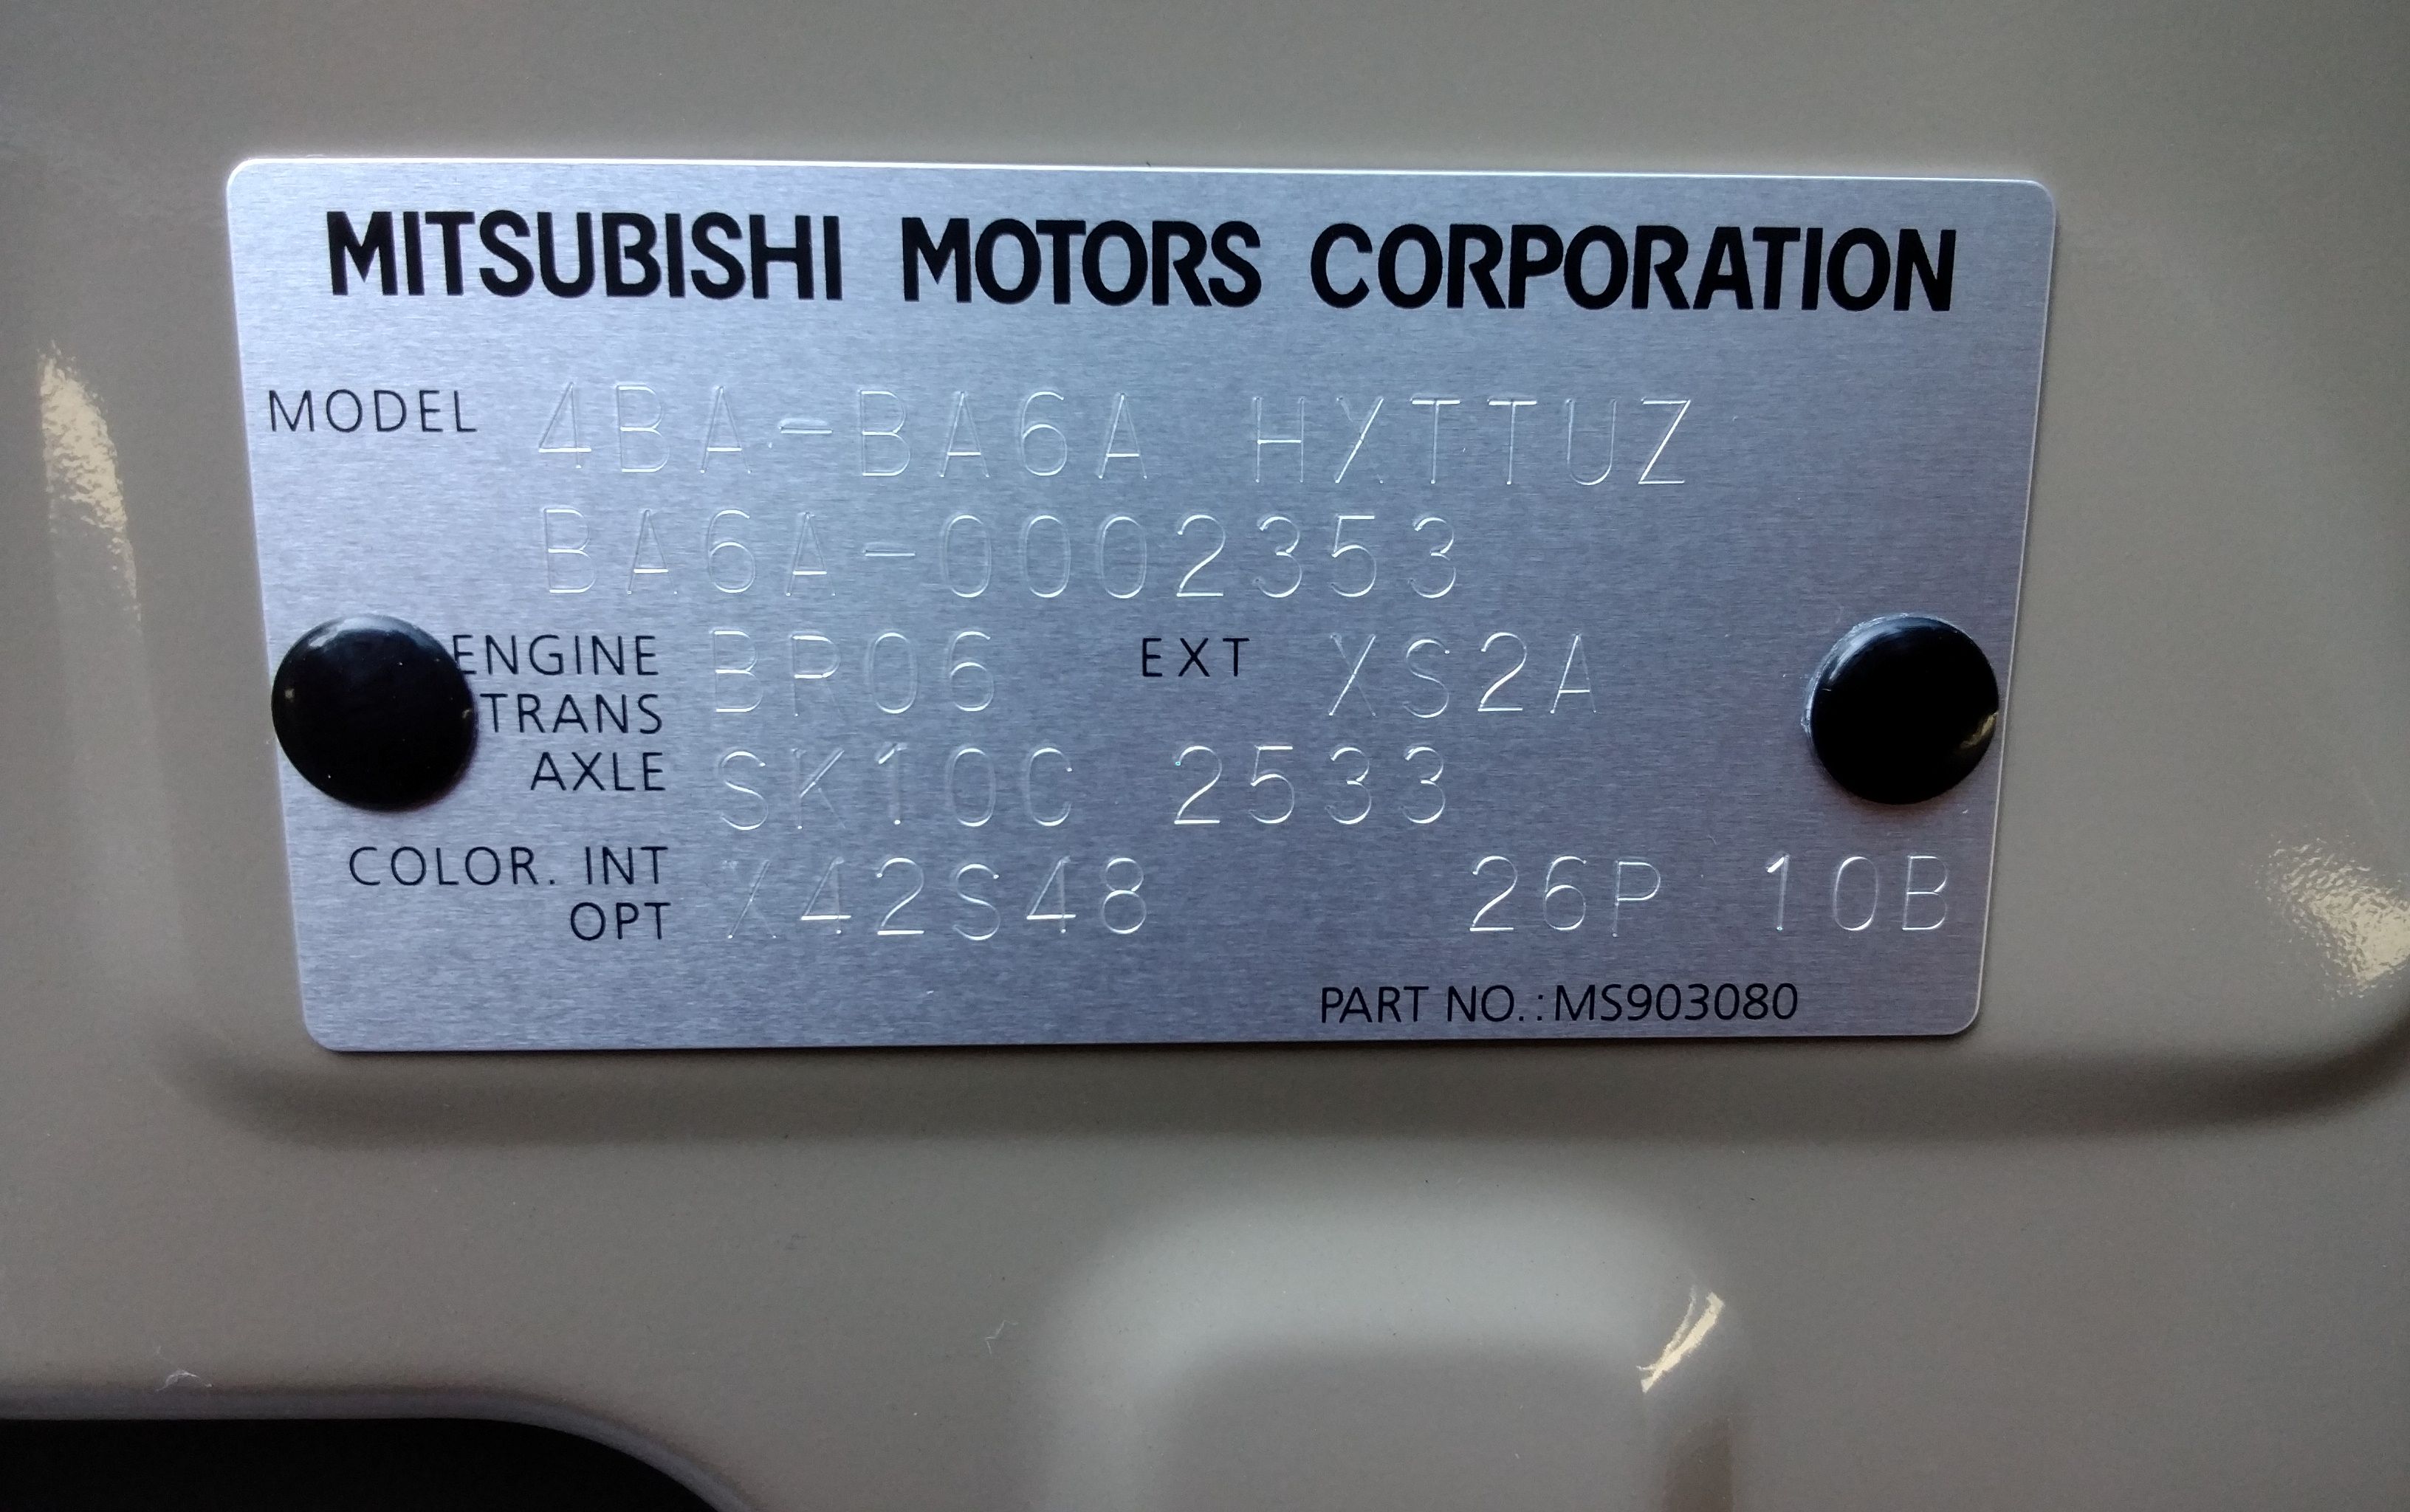 MITSUBISHI MOTORS CORPORATION
MODEL 4BA-BA6A HXTTUZ
BA6A-0002353
ENGINE BR06 EXT XS2A
TRANS
AXLE SK10C 2533
COLOR. INT X42S48 26P 10B
OPT
PART NO.:MS903080